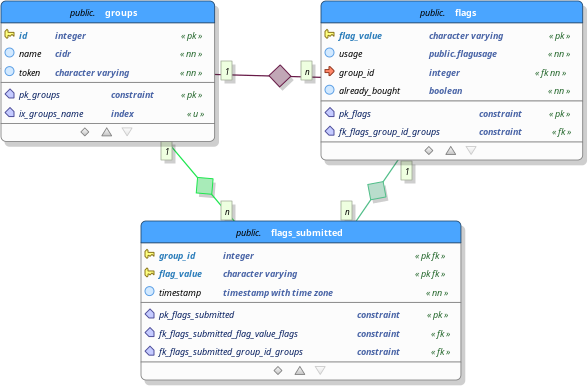 public. groups
id integer « pk »
name cidr « nn »
token character varying « nn »
pk_groups constraint « pk »
ix_groups_name index « u »
public. flags
flag_value character varying « pk »
usage public.flagusage « nn »
group_id integer « fk nn »
already_bought boolean « nn »
pk_flags constraint « pk »
fk_flags_group_id_groups constraint « fk »
1
n
1
n
1
n
public. flags_submitted
group_id integer « pk fk »
flag_value character varying « pk fk »
timestamp timestamp with time zone « nn »
pk_flags_submitted constraint « pk »
fk_flags_submitted_flag_value_flags constraint « fk »
fk_flags_submitted_group_id_groups constraint « fk »